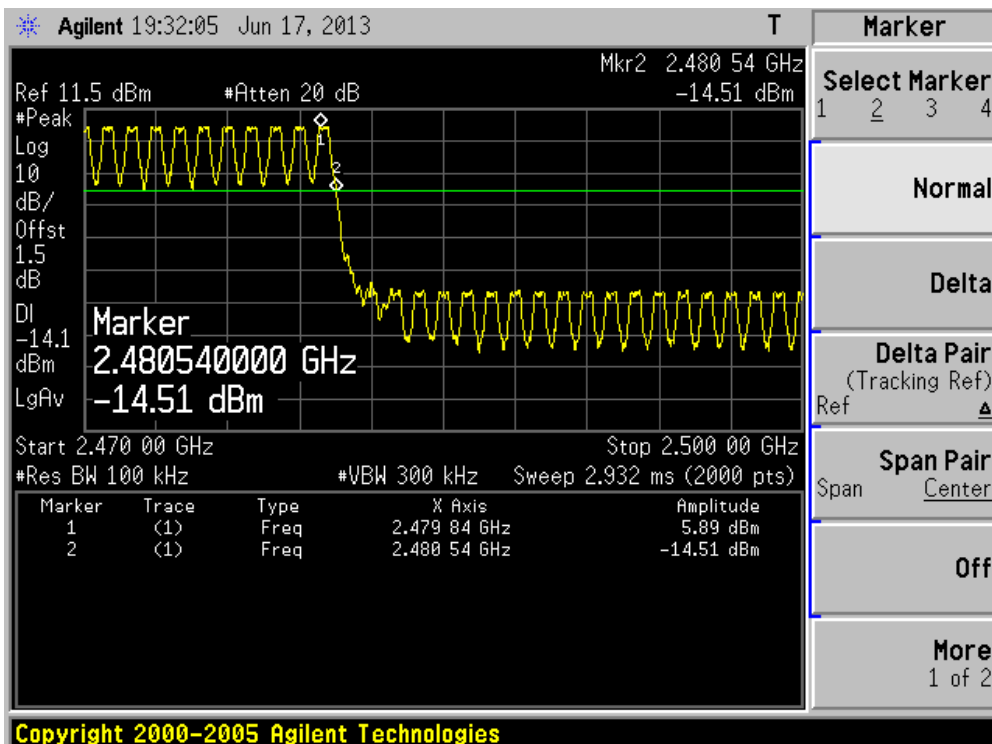 Agilent 19:32:05 Jun 17, 2013 T
Mkr2 2.480 54 GHz
Ref 11.5 dBm #Atten 20 dB -14.51 dBm
#Peak
Log
10
dB/
Offst
1.5
dB
DI
-14.1
dBm
LgAv
1
2
Marker
2.480540000 GHz
-14.51 dBm
Start 2.470 00 GHz Stop 2.500 00 GHz
#Res BW 100 kHz #VBW 300 kHz Sweep 2.932 ms (2000 pts)
Marker Trace Type X Axis Amplitude
1 (1) Freq 2.479 84 GHz 5.89 dBm
2 (1) Freq 2.480 54 GHz -14.51 dBm
Marker
Select Marker
1 2 3 4
Normal
Delta
Delta Pair
(Tracking Ref)
Ref Δ
Span Pair
Span Center
Off
More
1 of 2
Copyright 2000-2005 Agilent Technologies